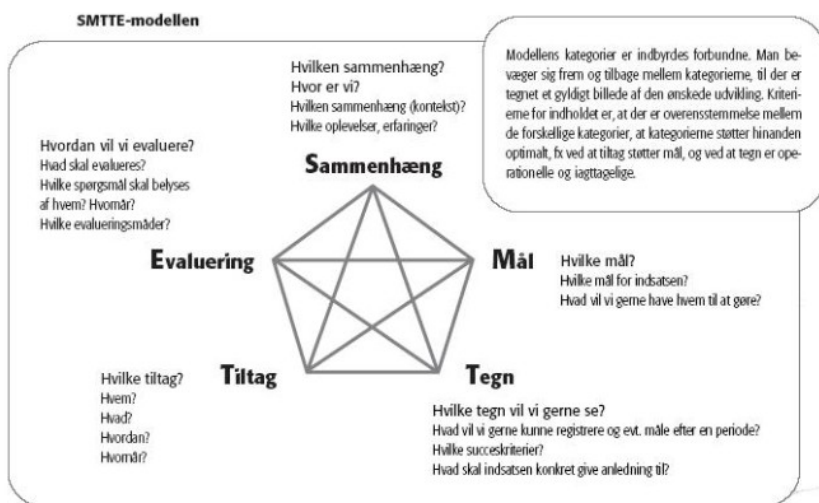 SMTTE-modellen
Modellens kategorier er indbyrdes forbundne. Man be-
væger sig frem og tilbage mellem kategorierne, til der er
tegnet et gyldigt billede af den ønskede udvikling. Kriteri-
erne for indholdet er, at der er overensstemmelse mellem
de forskellige kategorier, at kategorierne støtter hinanden
optimalt, fx ved at tiltag støtter mål, og ved at tegn er ope-
rationelle og iagttagelige.
Hvilken sammenhæng?
Hvor er vi?
Hvilken sammenhæng (kontekst)?
Hvilke oplevelser, erfaringer?
Sammenhæng
Hvordan vil vi evaluere?
Hvad skal evalueres?
Hvilke spørgsmål skal belyses
af hvem? Hvornår?
Hvilke evalueringsmåder?
Evaluering
Mål
Hvilke mål?
Hvilke mål for indsatsen?
Hvad vil vi gerne have hvem til at gøre?
Hvilke tiltag?
Hvem?
Hvad?
Hvordan?
Hvornår?
Tiltag
Tegn
Hvilke tegn vil vi gerne se?
Hvad vil vi gerne kunne registrere og evt. måle efter en periode?
Hvilke succeskriterier?
Hvad skal indsatsen konkret give anledning til?